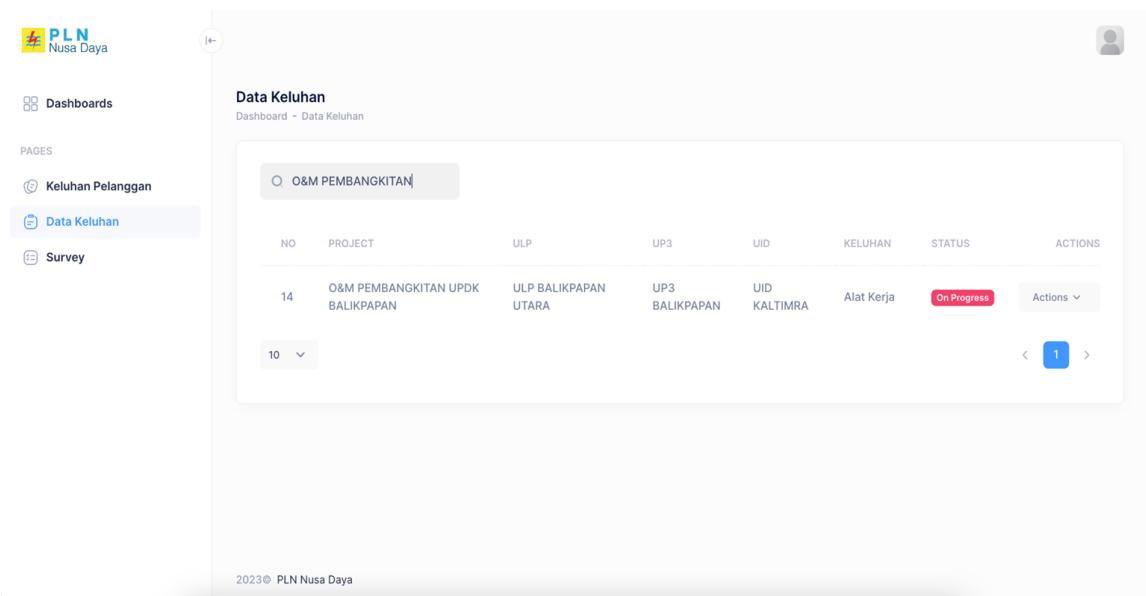 PLN
Nusa Daya
Dashboards
PAGES
Keluhan Pelanggan
Data Keluhan
Survey
Data Keluhan
Dashboard - Data Keluhan
O&M PEMBANGKITAN
NO PROJECT ULP UP3 UID KELUHAN STATUS ACTIONS
14 O&M PEMBANGKITAN UPDK BALIKPAPAN ULP BALIKPAPAN UTARA UP3 BALIKPAPAN UID KALTIMRA Alat Kerja On Progress Actions
10 1
2023© PLN Nusa Daya